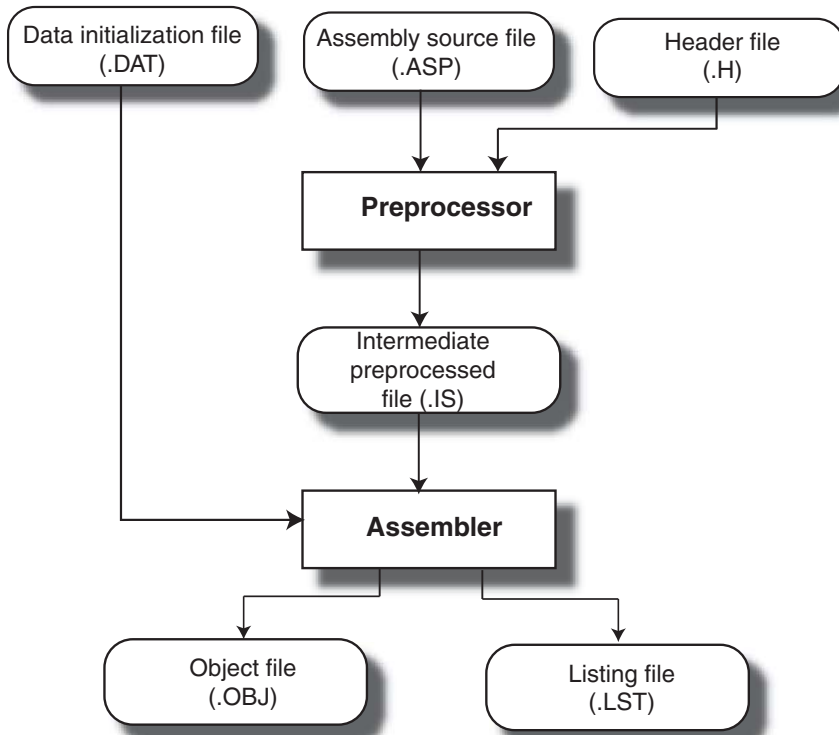 Data initialization file
(.DAT)
Assembly source file
(.ASP)
Header file
(.H)
Preprocessor
Intermediate
preprocessed
file (.IS)
Assembler
Object file
(.OBJ)
Listing file
(.LST)